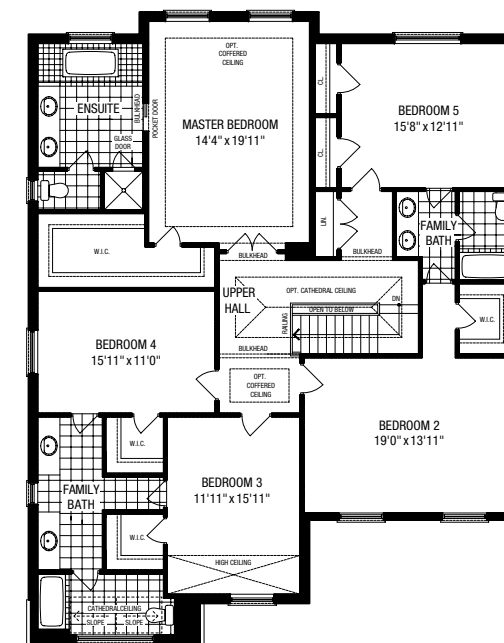 OPT.
COFFERED
CEILING
ENSUITE
BULKHEAD
POCKET DOOR
GLASS
DOOR
MASTER BEDROOM
14'4" x 19'11"
CL.
CL.
LIN.
BEDROOM 5
15'8" x 12'11"
FAMILY
BATH
BULKHEAD
W.I.C.
BULKHEAD
UPPER
HALL
OPT. CATHEDRAL CEILING
OPEN TO BELOW
DN
RAILING
W.I.C.
BULKHEAD
BEDROOM 4
15'11" x 11'0"
OPT.
COFFERED
CEILING
BEDROOM 2
19'0" x 13'11"
W.I.C.
FAMILY
BATH
BEDROOM 3
11'11" x 15'11"
W.I.C.
HIGH CEILING
CATHEDRAL CEILING
SLOPE
SLOPE